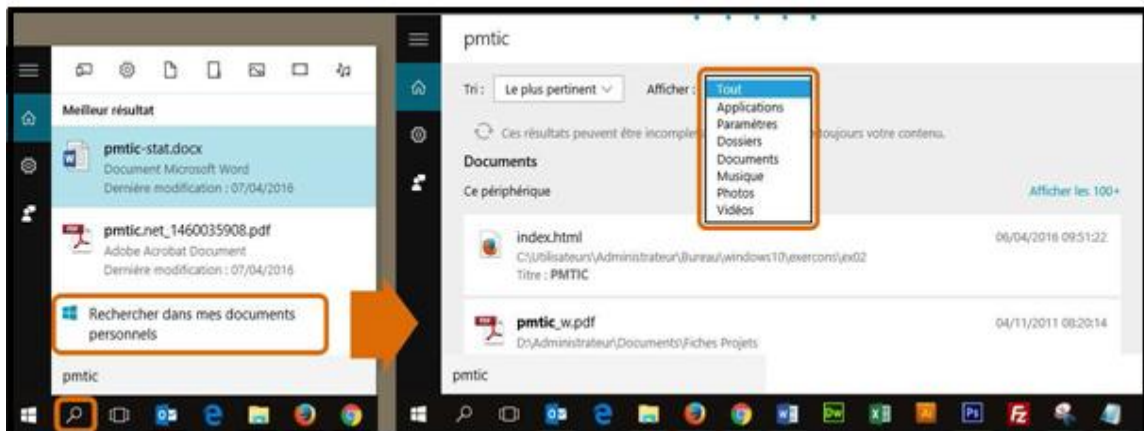 Meilleur résultat
pmtic-stat.docx
Document Microsoft Word
Dernière modification : 07/04/2016
pmtic.net_1460035908.pdf
Adobe Acrobat Document
Dernière modification : 07/04/2016
Rechercher dans mes documents
personnels
pmtic
pmtic
Tri : Le plus pertinent Afficher : Tout
Applications
Paramètres
Dossiers
Documents
Musique
Photos
Vidéos
Ces résultats peuvent être incomple toujours votre contenu.
Documents
Ce périphérique Afficher les 100+
index.html 06/04/2016 09:51:22
C:\Utilisateurs\Administrateur\Bureau\windows10\exercons\ex02
Titre : PMTIC
pmtic_w.pdf 04/11/2011 08:20:14
D:\Administrateur\Documents\Fiches Projets
pmtic